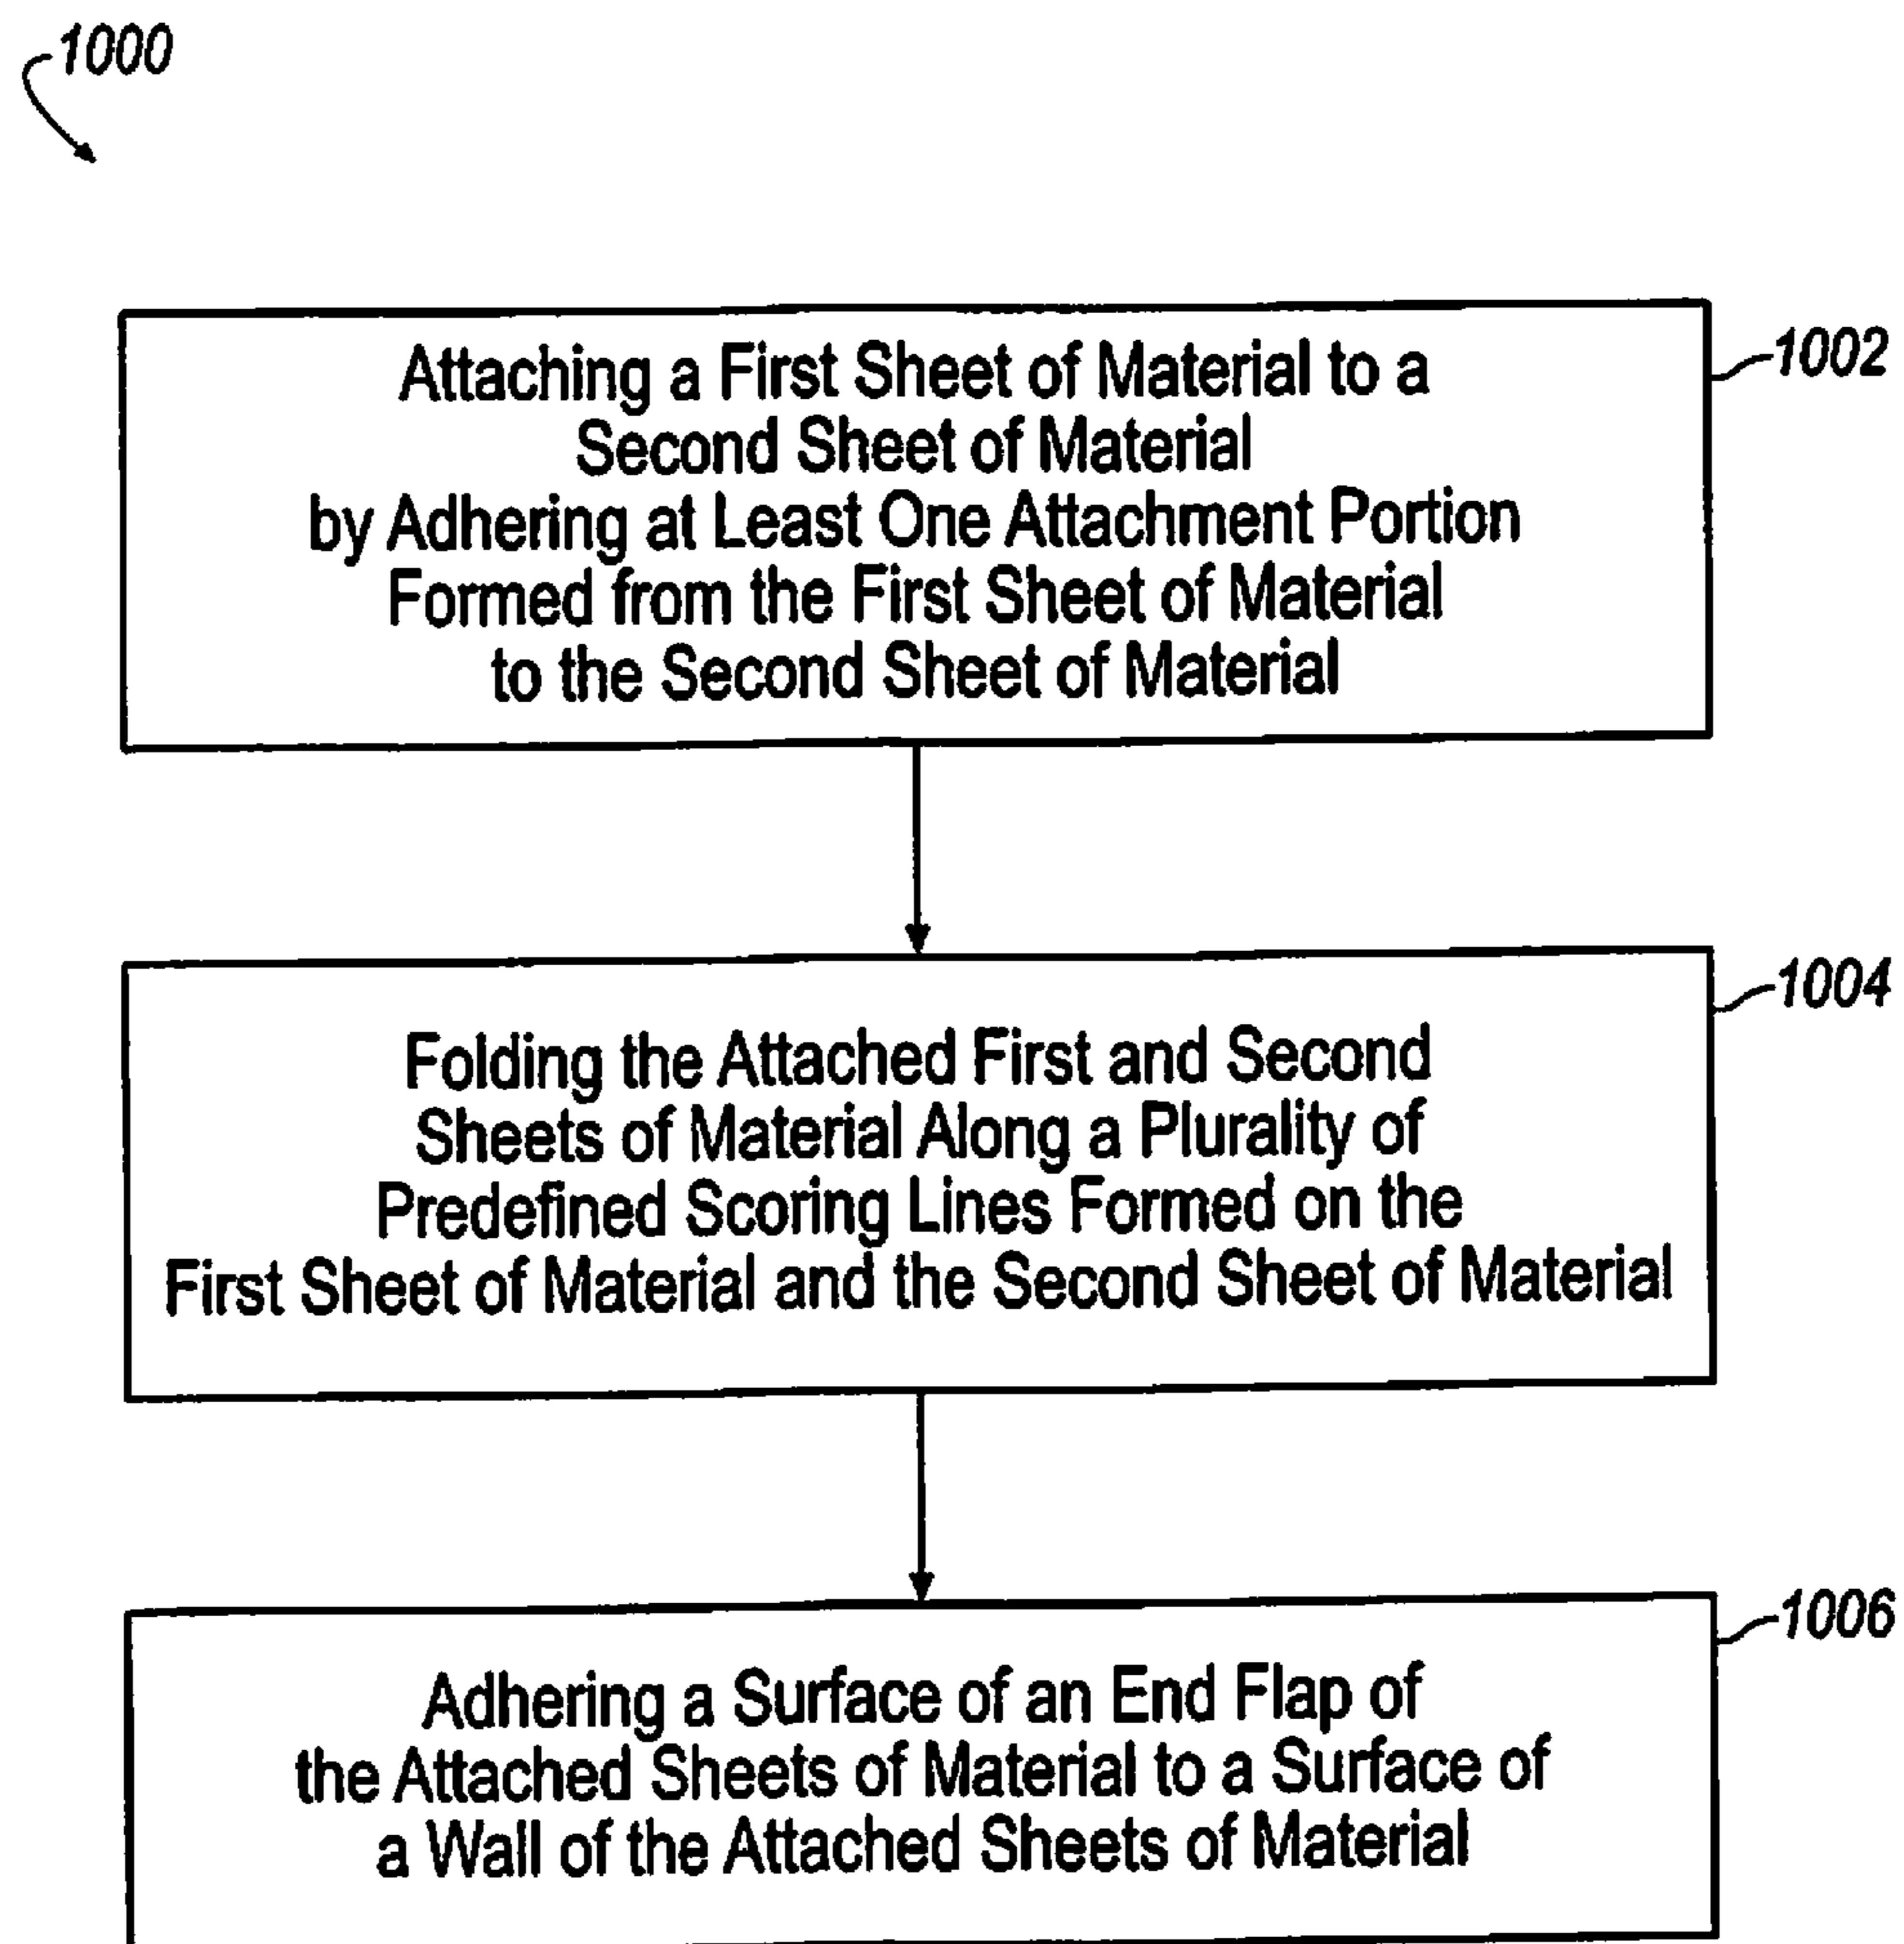 1000
Attaching a First Sheet of Material to a
Second Sheet of Material
by Adhering at Least One Attachment Portion
Formed from the First Sheet of Material
to the Second Sheet of Material
1002
Folding the Attached First and Second
Sheets of Material Along a Plurality of
Predefined Scoring Lines Formed on the
First Sheet of Material and the Second Sheet of Material
1004
Adhering a Surface of an End Flap of
the Attached Sheets of Material to a Surface of
a Wall of the Attached Sheets of Material
1006